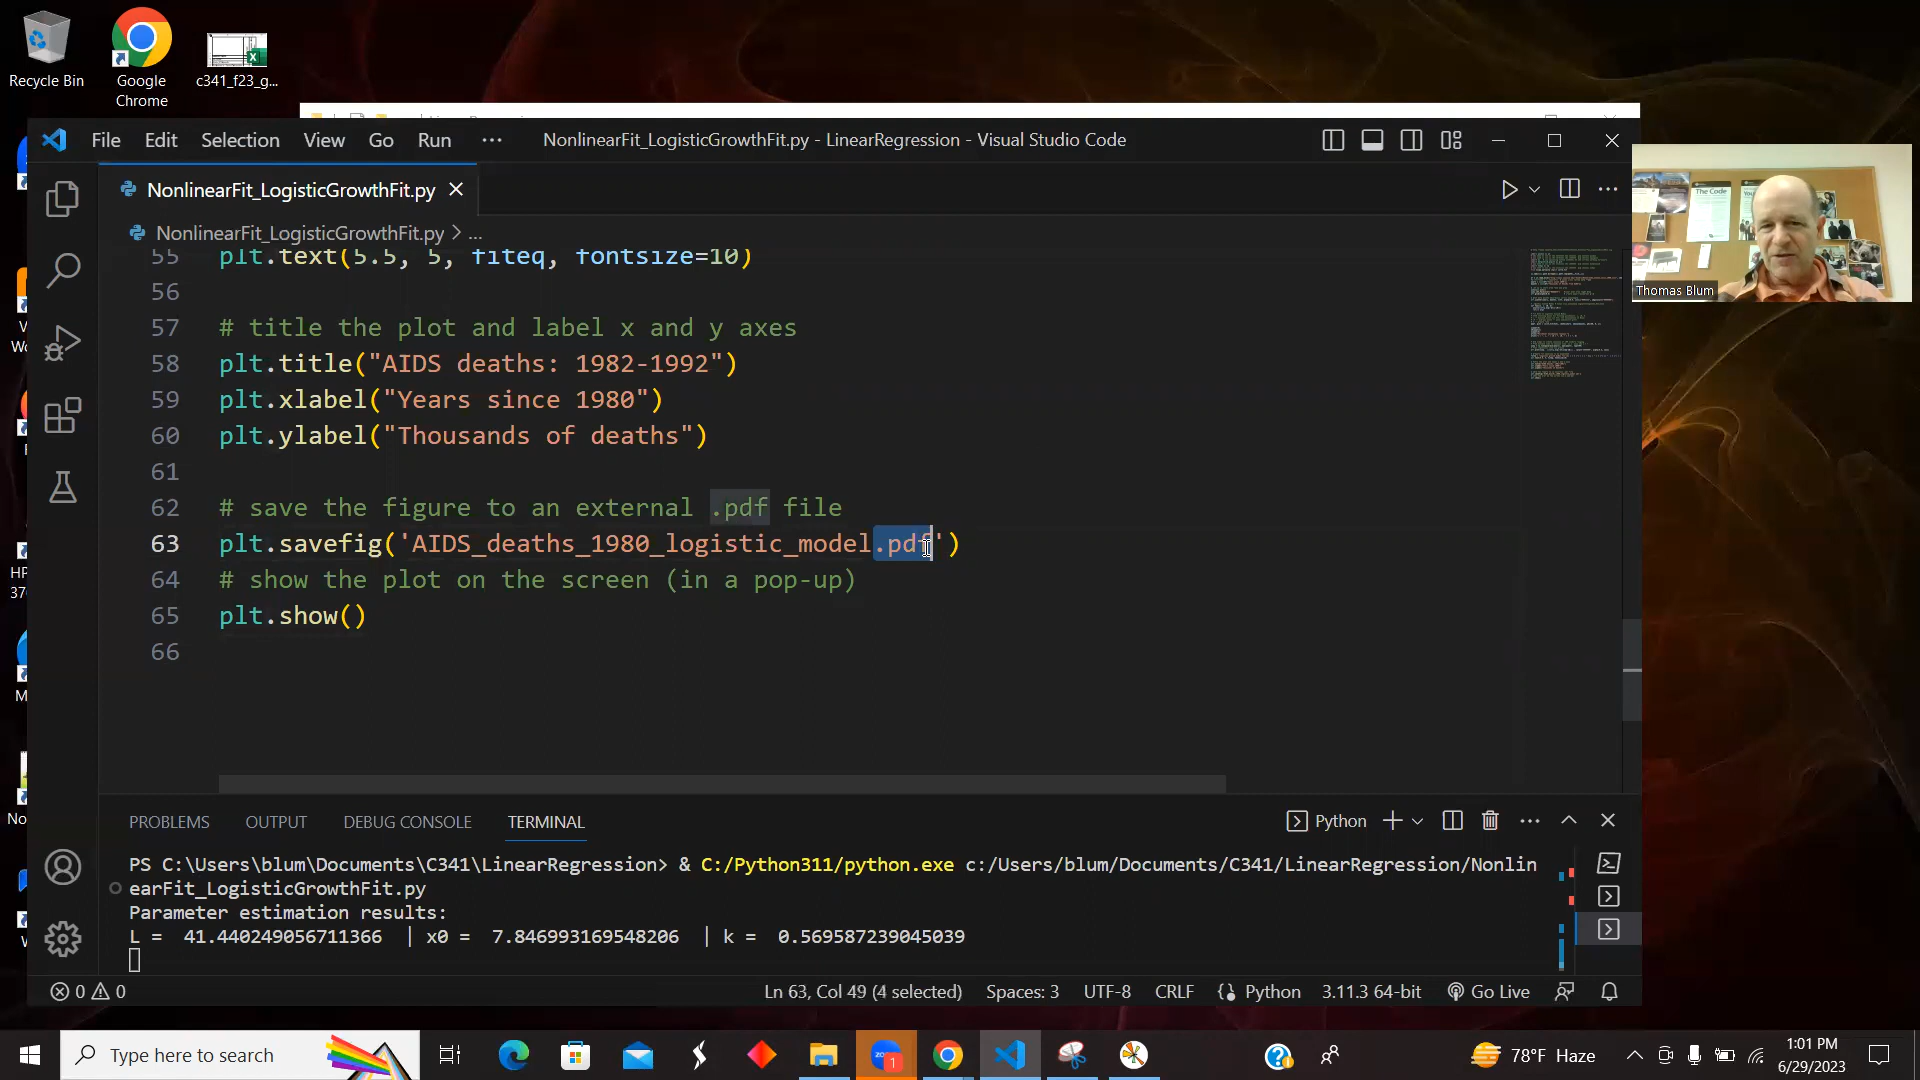 Recycle Bin
Google
Chrome
c341_f23_g...
File Edit Selection View Go Run ... NonlinearFit_LogisticGrowthFit.py - LinearRegression - Visual Studio Code
NonlinearFit_LogisticGrowthFit.py
NonlinearFit_LogisticGrowthFit.py > ...
55 plt.text(5.5, 5, fiteq, fontsize=10)
56
57 # title the plot and label x and y axes
58 plt.title("AIDS deaths: 1982-1992")
59 plt.xlabel("Years since 1980")
60 plt.ylabel("Thousands of deaths")
61
62 # save the figure to an external .pdf file
63 plt.savefig('AIDS_deaths_1980_logistic_model.pdf')
64 # show the plot on the screen (in a pop-up)
65 plt.show()
66
The Code
Thomas Blum
PROBLEMS OUTPUT DEBUG CONSOLE TERMINAL
Python
PS C:\Users\blum\Documents\C341\LinearRegression> & C:/Python311/python.exe c:/Users/blum/Documents/C341/LinearRegression/Nonlin
earFit_LogisticGrowthFit.py
Parameter estimation results:
L = 41.440249056711366 | x0 = 7.846993169548206 | k = 0.569587239045039
0 0
Ln 63, Col 49 (4 selected) Spaces: 3 UTF-8 CRLF Python 3.11.3 64-bit Go Live
Type here to search
78°F Haze
1:01 PM
6/29/2023